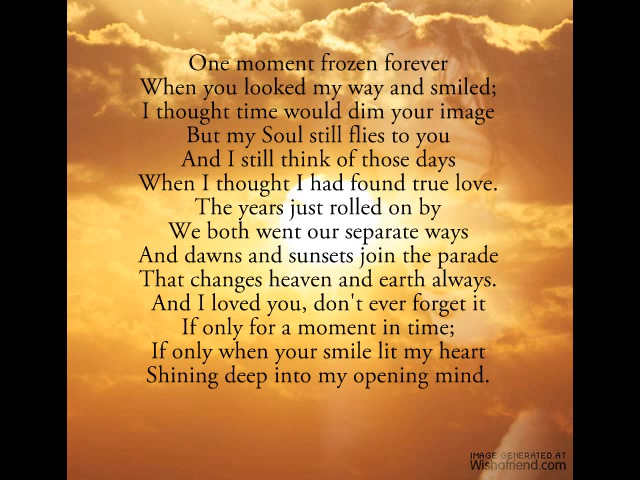 One moment frozen forever
When you looked my way and smiled;
I thought time would dim your image
But my Soul still flies to you
And I still think of those days
When I thought I had found true love.
The years just rolled on by
We both went our separate ways
And dawns and sunsets join the parade
That changes heaven and earth always.
And I loved you, don't ever forget it
If only for a moment in time;
If only when your smile lit my heart
Shining deep into my opening mind.
IMAGE GENERATED AT
Wishafriend.com